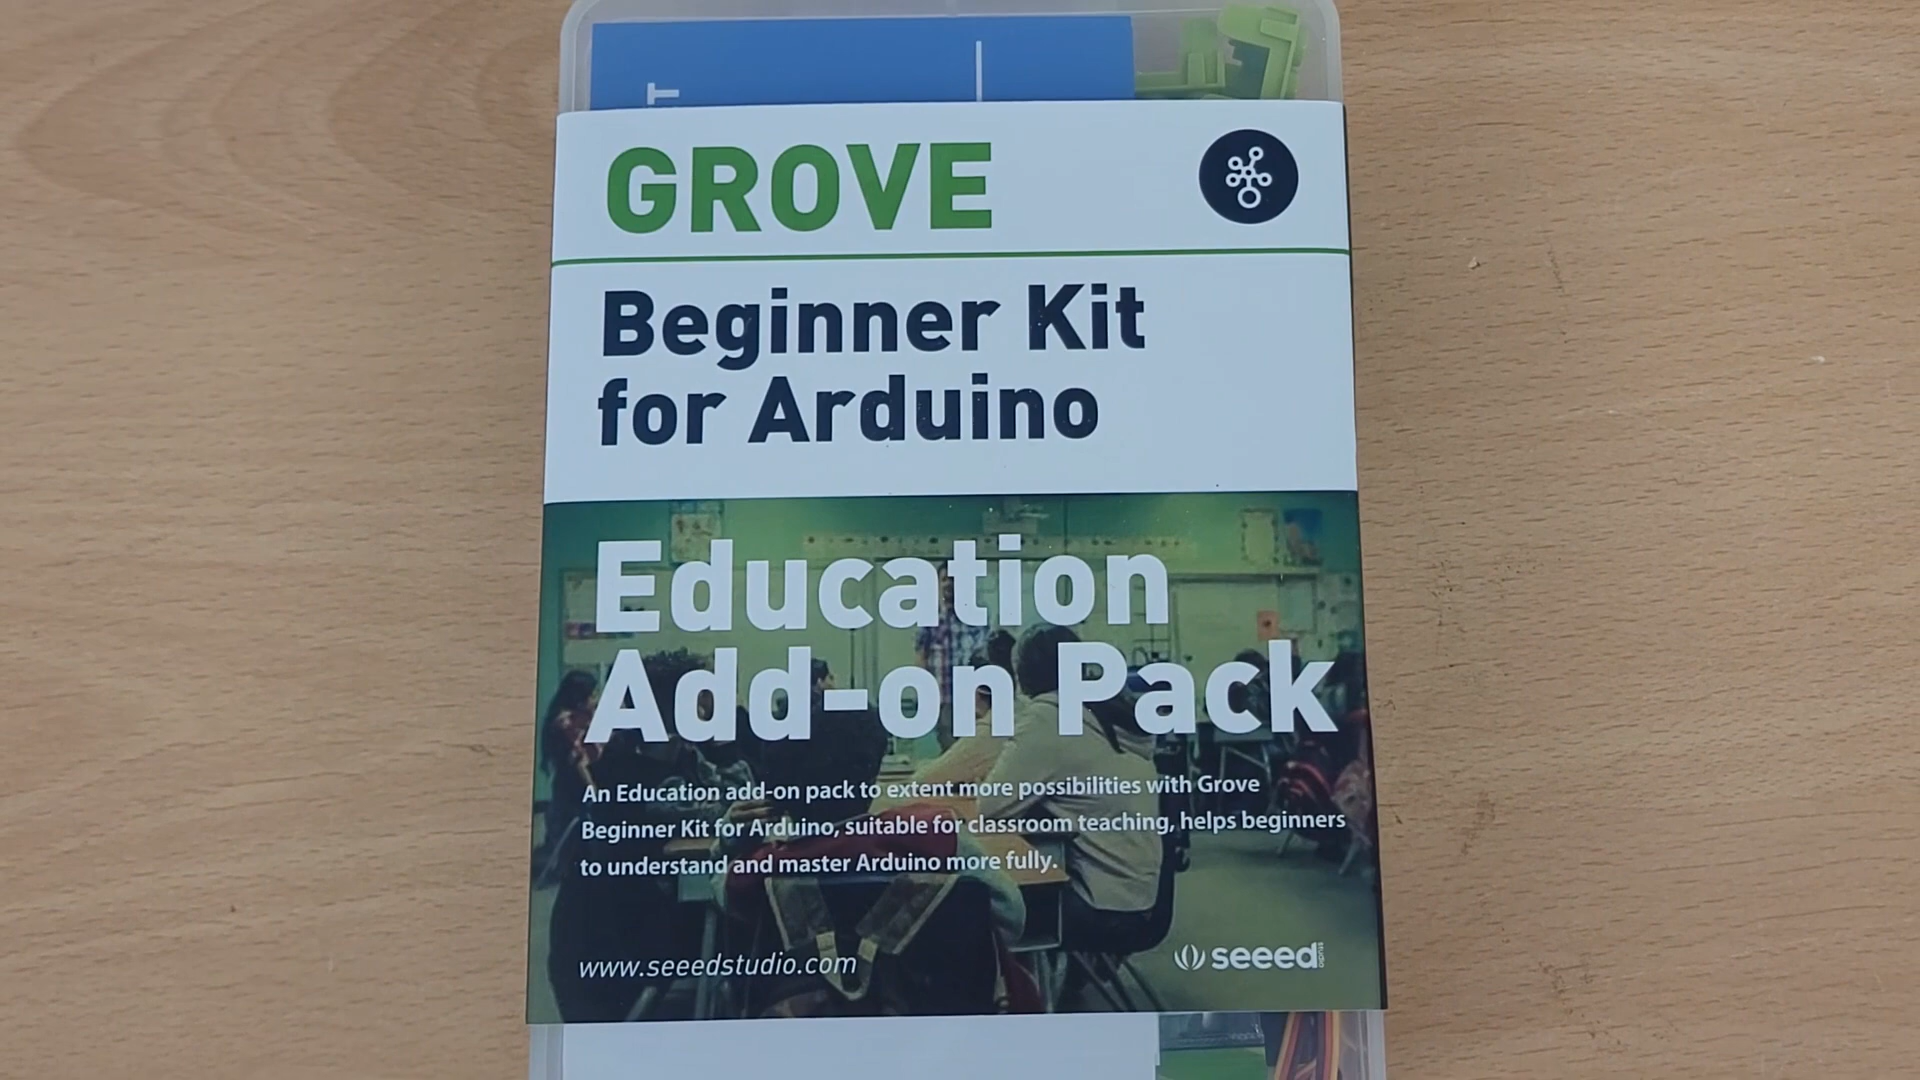 T
GROVE
Beginner Kit
for Arduino
Education
Add-on Pack
An Education add-on pack to extent more possibilities with Grove
Beginner Kit for Arduino, suitable for classroom teaching, helps beginners
to understand and master Arduino more fully.
www.seeedstudio.com
seeed studio